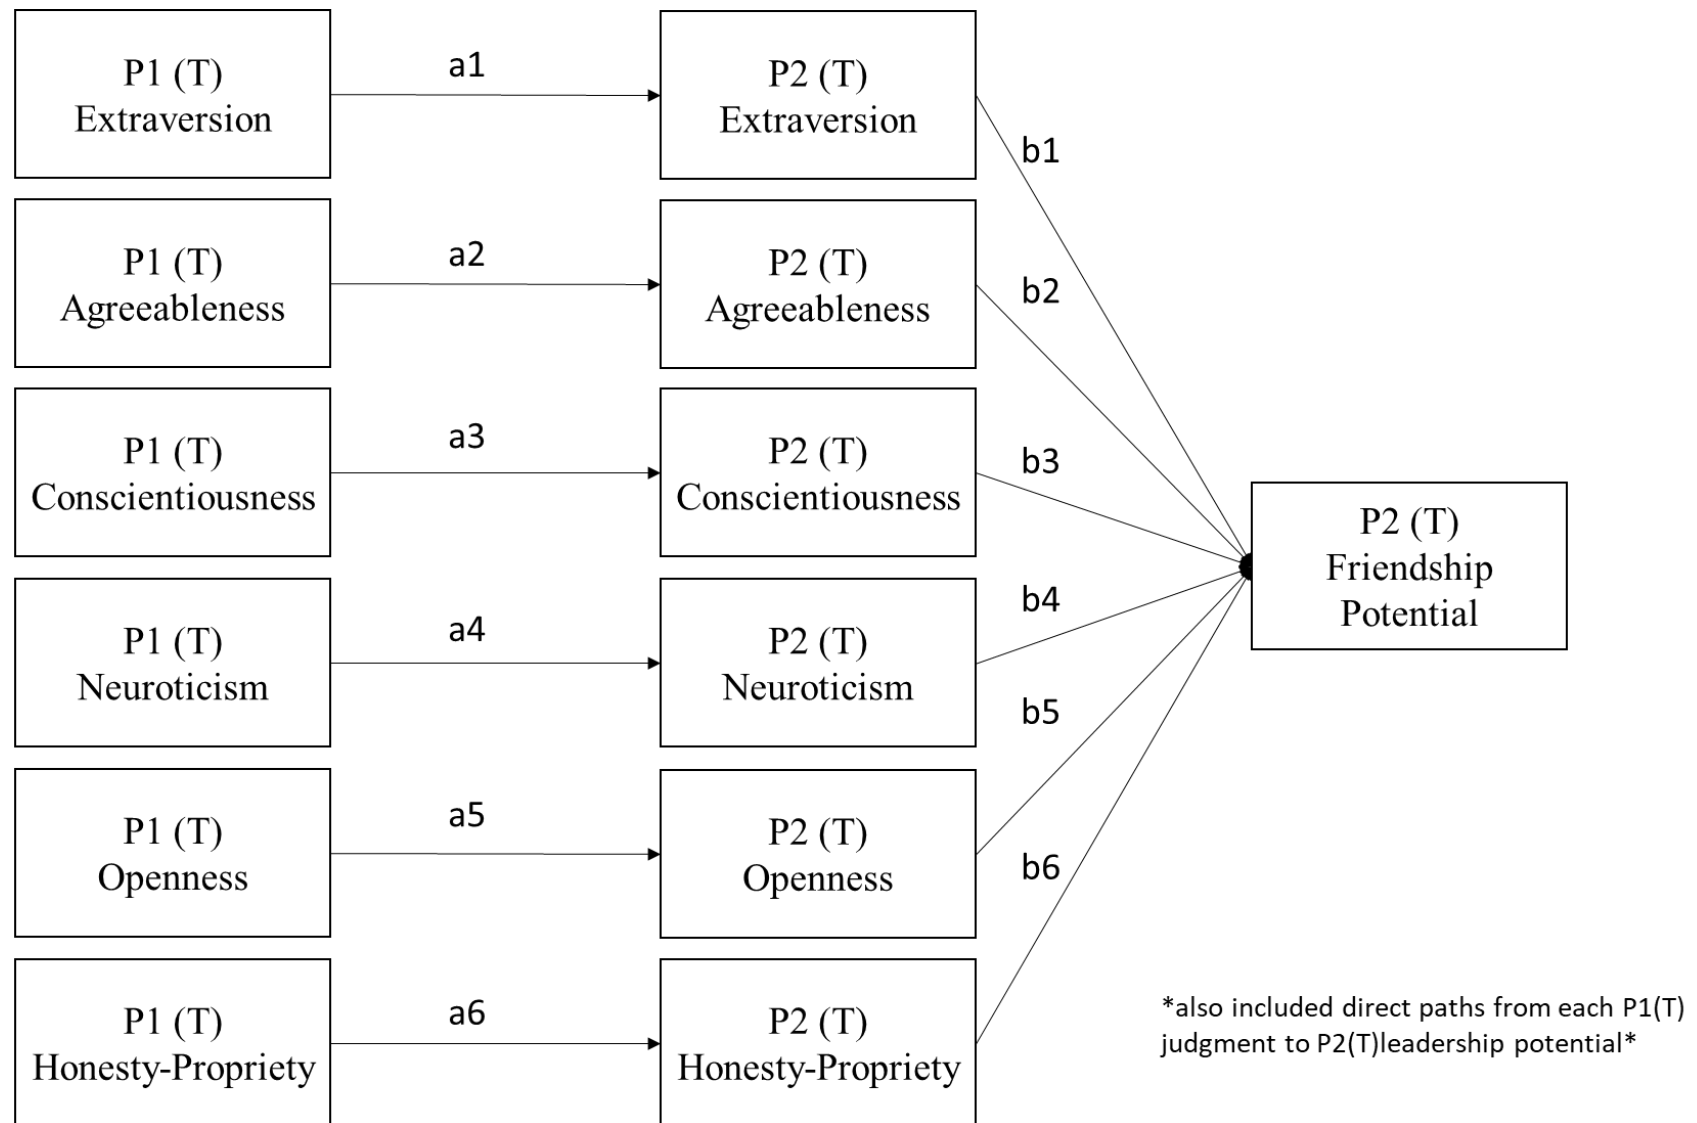 P1 (T)
Extraversion
a1
P2 (T)
Extraversion
b1
P1 (T)
Agreeableness
a2
P2 (T)
Agreeableness
b2
P1 (T)
Conscientiousness
a3
P2 (T)
Conscientiousness
b3
P2 (T)
Friendship
Potential
P1 (T)
Neuroticism
a4
P2 (T)
Neuroticism
b4
P1 (T)
Openness
a5
P2 (T)
Openness
b5
P1 (T)
Honesty-Propriety
a6
P2 (T)
Honesty-Propriety
b6
*also included direct paths from each P1(T)
judgment to P2(T)leadership potential*